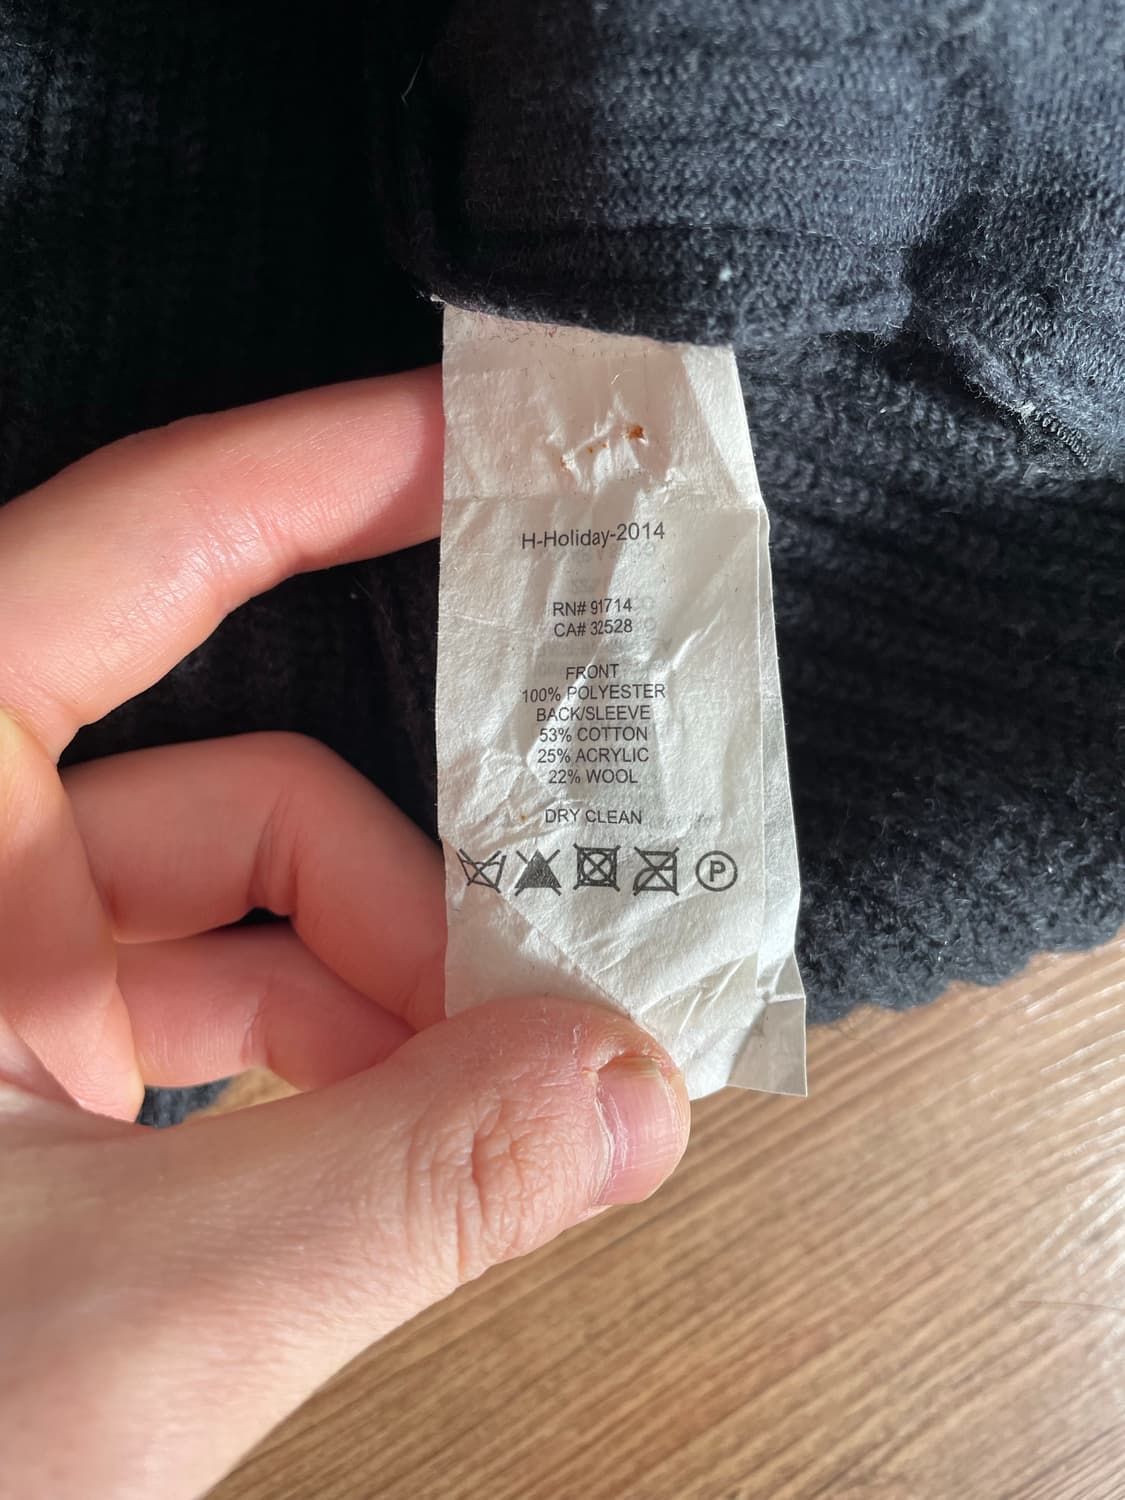 H-Holiday-2014
RN# 91714
CA# 32528
FRONT
100% POLYESTER
BACK/SLEEVE
53% COTTON
25% ACRYLIC
22% WOOL
DRY CLEAN
P